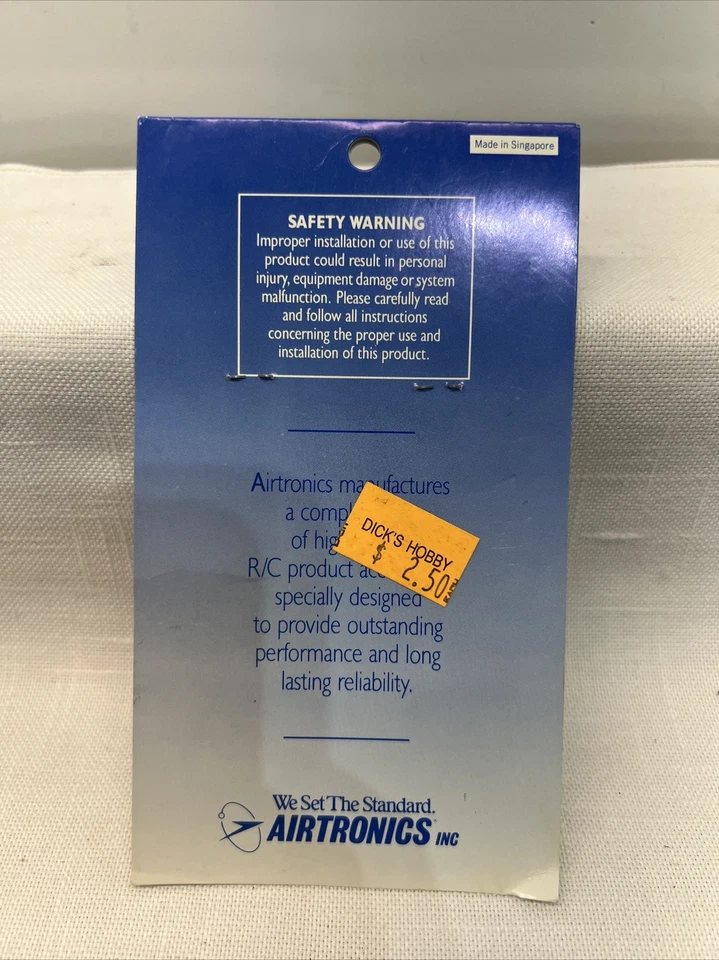 Made in Singapore
SAFETY WARNING
Improper installation or use of this
product could result in personal
injury, equipment damage or system
malfunction. Please carefully read
and follow all instructions
concerning the proper use and
installation of this product.
Airtronics manufactures
a comp
of hig
R/C product ac
specially designed
to provide outstanding
performance and long
lasting reliability.
DICK'S HOBBY
$ 2.50
We Set The Standard.
AIRTRONICS INC